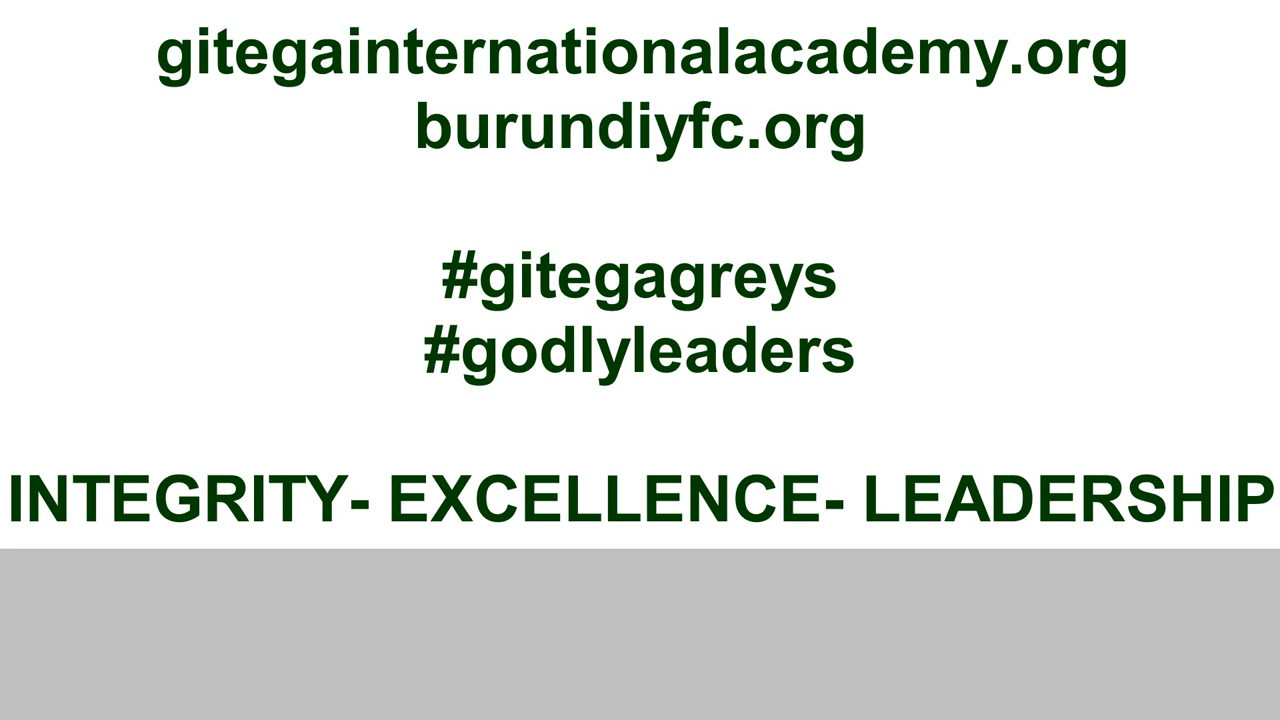 gitegainternationalacademy.org
burundiyfc.org
#gitegagreys
#godlyleaders
INTEGRITY- EXCELLENCE- LEADERSHIP